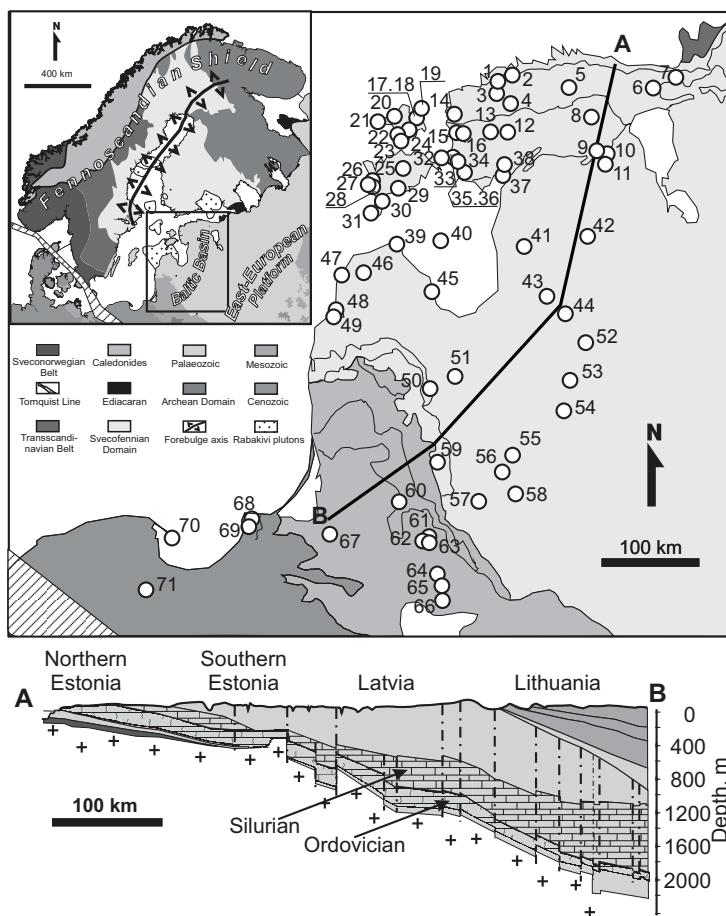 N
400 km
Fennoscandian Shield
Baltic Basin
East-European
Platform
A
1
2
3
4
5
6
7
8
9
10
11
12
13
14
15
16
17.18
19
20
21
22
23
24
25
26
27
28
29
30
31
32
33
34
35.36
37
38
39
40
41
42
43
44
45
46
47
48
49
50
51
52
53
54
55
56
57
58
59
60
61
62
63
64
65
66
67
68
69
70
71
B
N
100 km
Sveconorwegian
Belt
Caledonides
Palaeozoic
Mesozoic
Tornquist Line
Ediacaran
Archean Domain
Cenozoic
Transscandi-
navian Belt
Svecofennian
Domain
Forebulge axis
Rabakivi plutons
A
Northern
Estonia
Southern
Estonia
Latvia
Lithuania
B
0
400
800
1200
1600
2000
Depth, m
100 km
Silurian
Ordovician